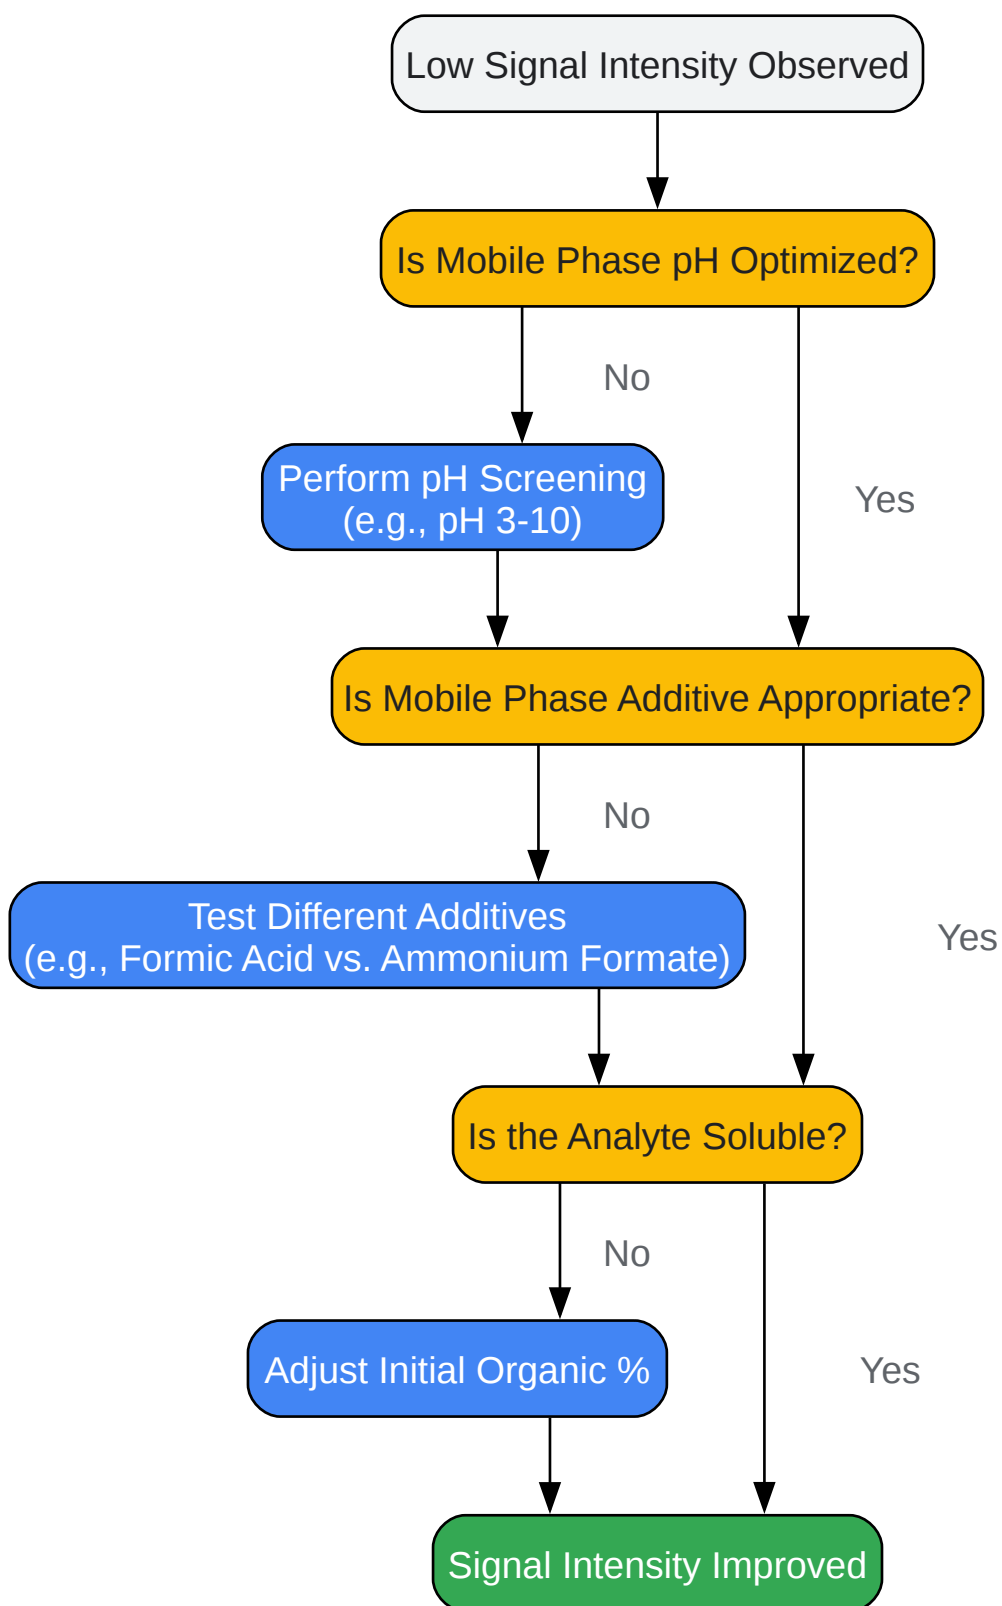 Low Signal Intensity Observed
Is Mobile Phase pH Optimized?
No
Perform pH Screening
(e.g., pH 3-10)
Yes
Is Mobile Phase Additive Appropriate?
No
Test Different Additives
(e.g., Formic Acid vs. Ammonium Formate)
Yes
Is the Analyte Soluble?
No
Adjust Initial Organic %
Yes
Signal Intensity Improved